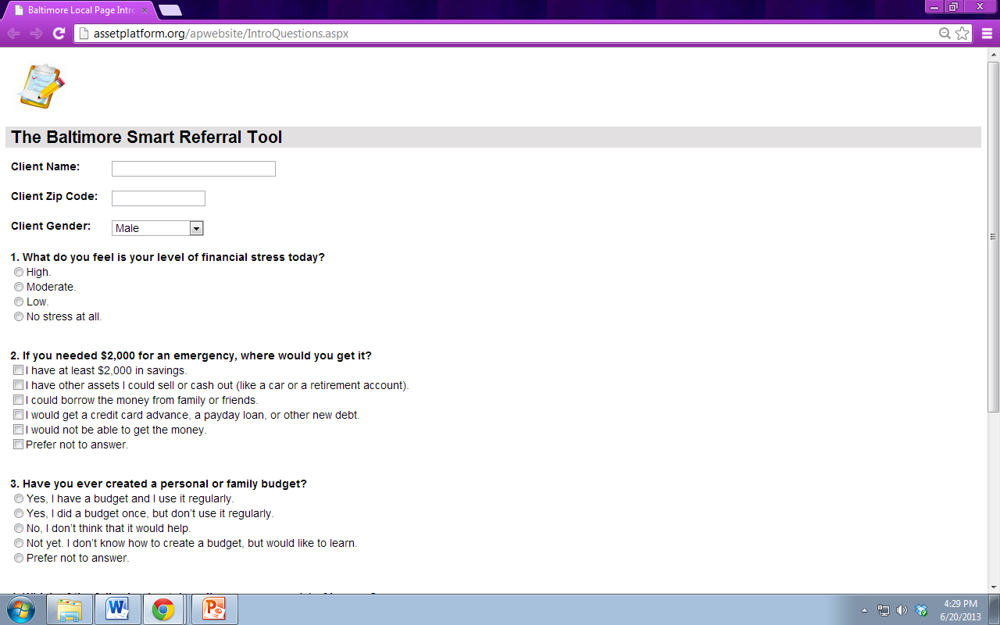 Baltimore Local Page Intro
assetplatform.org/apwebsite/IntroQuestions.aspx
The Baltimore Smart Referral Tool
Client Name:
Client Zip Code:
Client Gender: Male
1. What do you feel is your level of financial stress today?
High.
Moderate.
Low.
No stress at all.
2. If you needed $2,000 for an emergency, where would you get it?
I have at least $2,000 in savings.
I have other assets I could sell or cash out (like a car or a retirement account).
I could borrow the money from family or friends.
I would get a credit card advance, a payday loan, or other new debt.
I would not be able to get the money.
Prefer not to answer.
3. Have you ever created a personal or family budget?
Yes, I have a budget and I use it regularly.
Yes, I did a budget once, but don’t use it regularly.
No, I don’t think that it would help.
Not yet. I don’t know how to create a budget, but would like to learn.
Prefer not to answer.
4:29 PM
6/20/2013